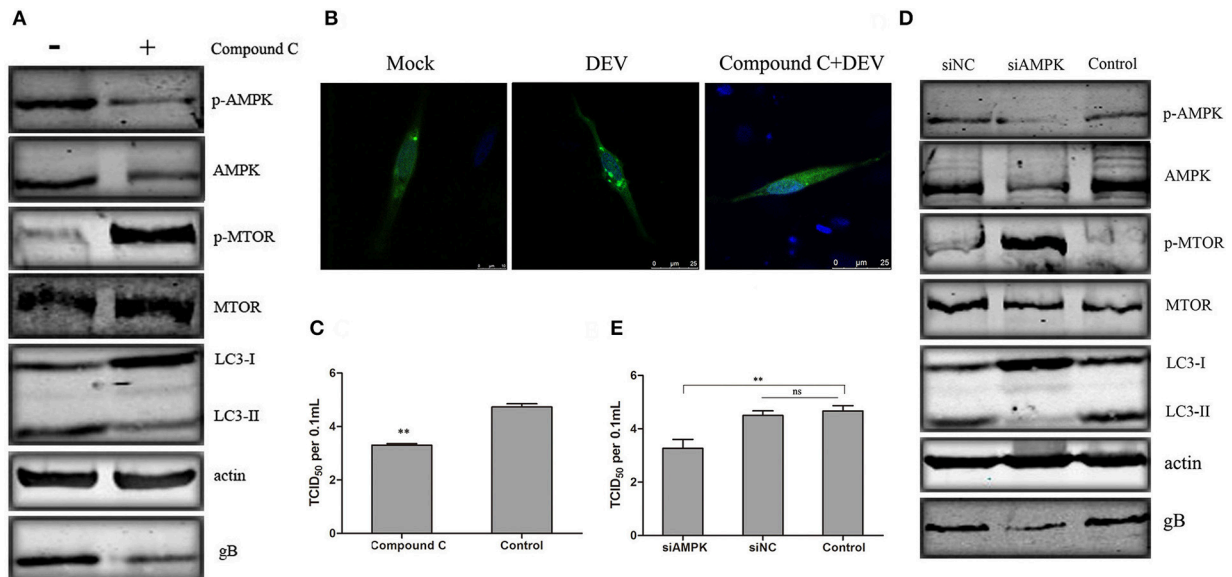 A
- + Compound C
p-AMPK
AMPK
p-MTOR
MTOR
LC3-I
LC3-II
actin
gB
B
Mock DEV Compound C+DEV
0 µm 25
0 µm 25
C
TCID50 per 0.1mL
6
4
2
0
**
Compound C Control
E
TCID50 per 0.1mL
6
4
2
0
**
ns
siAMPK siNC Control
D
siNC siAMPK Control
p-AMPK
AMPK
p-MTOR
MTOR
LC3-I
LC3-II
actin
gB